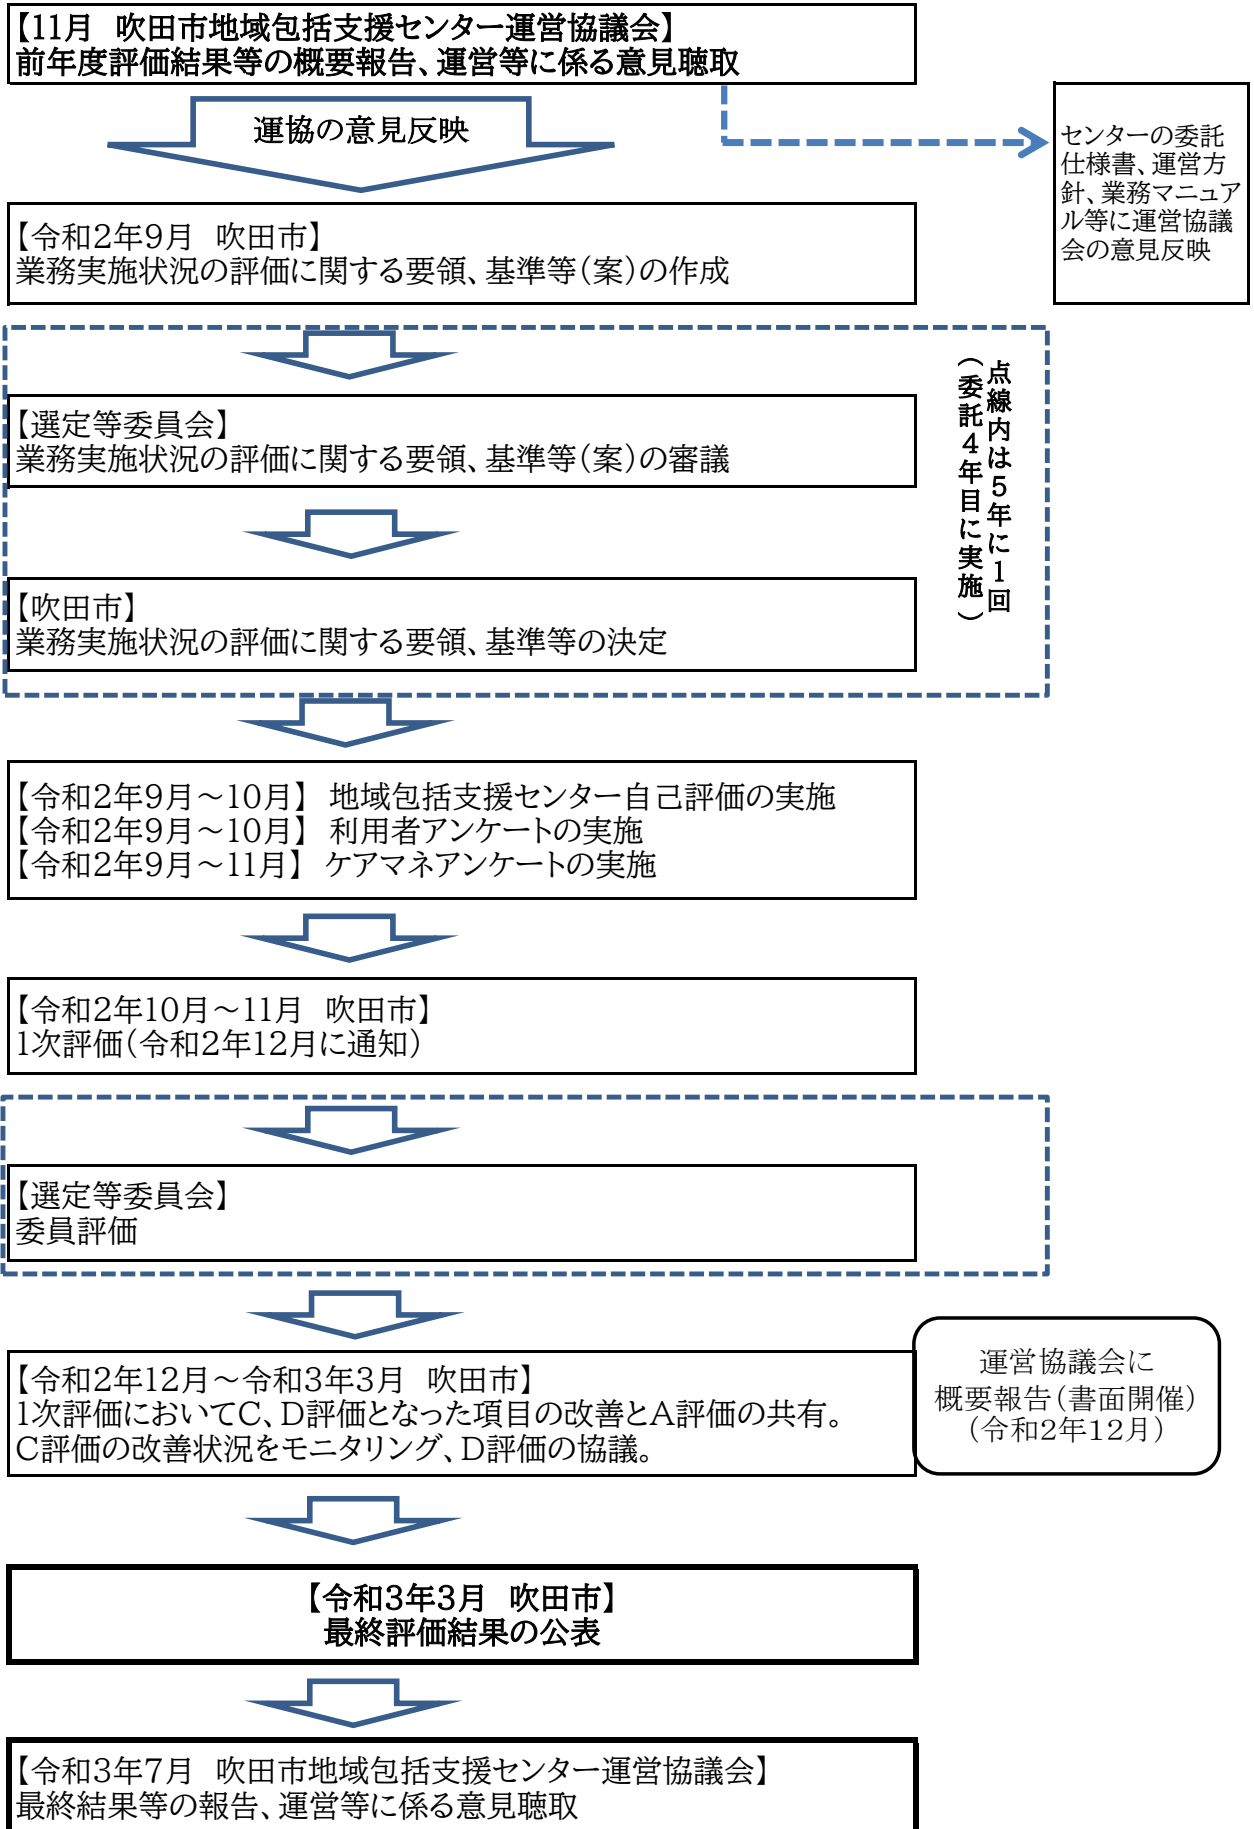 【11月　吹田市地域包括支援センター運営協議会】
前年度評価結果等の概要報告、運営等に係る意見聴取
運協の意見反映
センターの委託
仕様書、運営方
針、業務マニュア
ル等に運営協議
会の意見反映
【令和2年9月　吹田市】
業務実施状況の評価に関する要領、基準等(案)の作成
点線内は5年に1回
(委託4年目に実施)
【選定等委員会】
業務実施状況の評価に関する要領、基準等(案)の審議
【吹田市】
業務実施状況の評価に関する要領、基準等の決定
【令和2年9月～10月】 地域包括支援センター自己評価の実施
【令和2年9月～10月】 利用者アンケートの実施
【令和2年9月～11月】 ケアマネアンケートの実施
【令和2年10月～11月　吹田市】
1次評価(令和2年12月に通知)
【選定等委員会】
委員評価
【令和2年12月～令和3年3月　吹田市】
1次評価においてC、D評価となった項目の改善とA評価の共有。
C評価の改善状況をモニタリング、D評価の協議。
運営協議会に
概要報告(書面開催)
(令和2年12月)
【令和3年3月　吹田市】
最終評価結果の公表
【令和3年7月　吹田市地域包括支援センター運営協議会】
最終結果等の報告、運営等に係る意見聴取